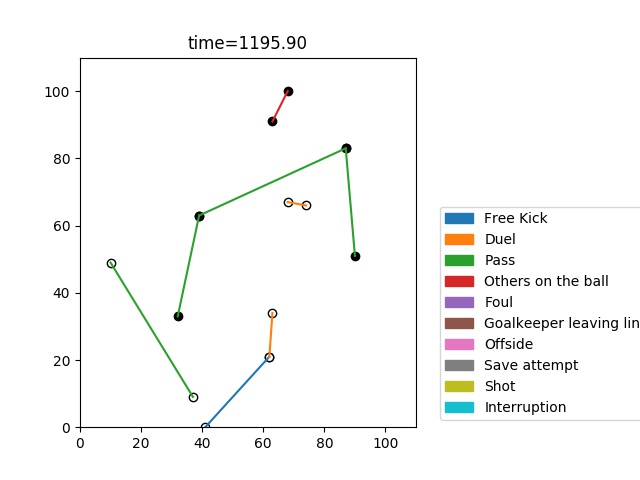 time=1195.90
100
80
60
40
20
0
0 20 40 60 80 100
Free Kick
Duel
Pass
Others on the ball
Foul
Goalkeeper leaving lin
Offside
Save attempt
Shot
Interruption